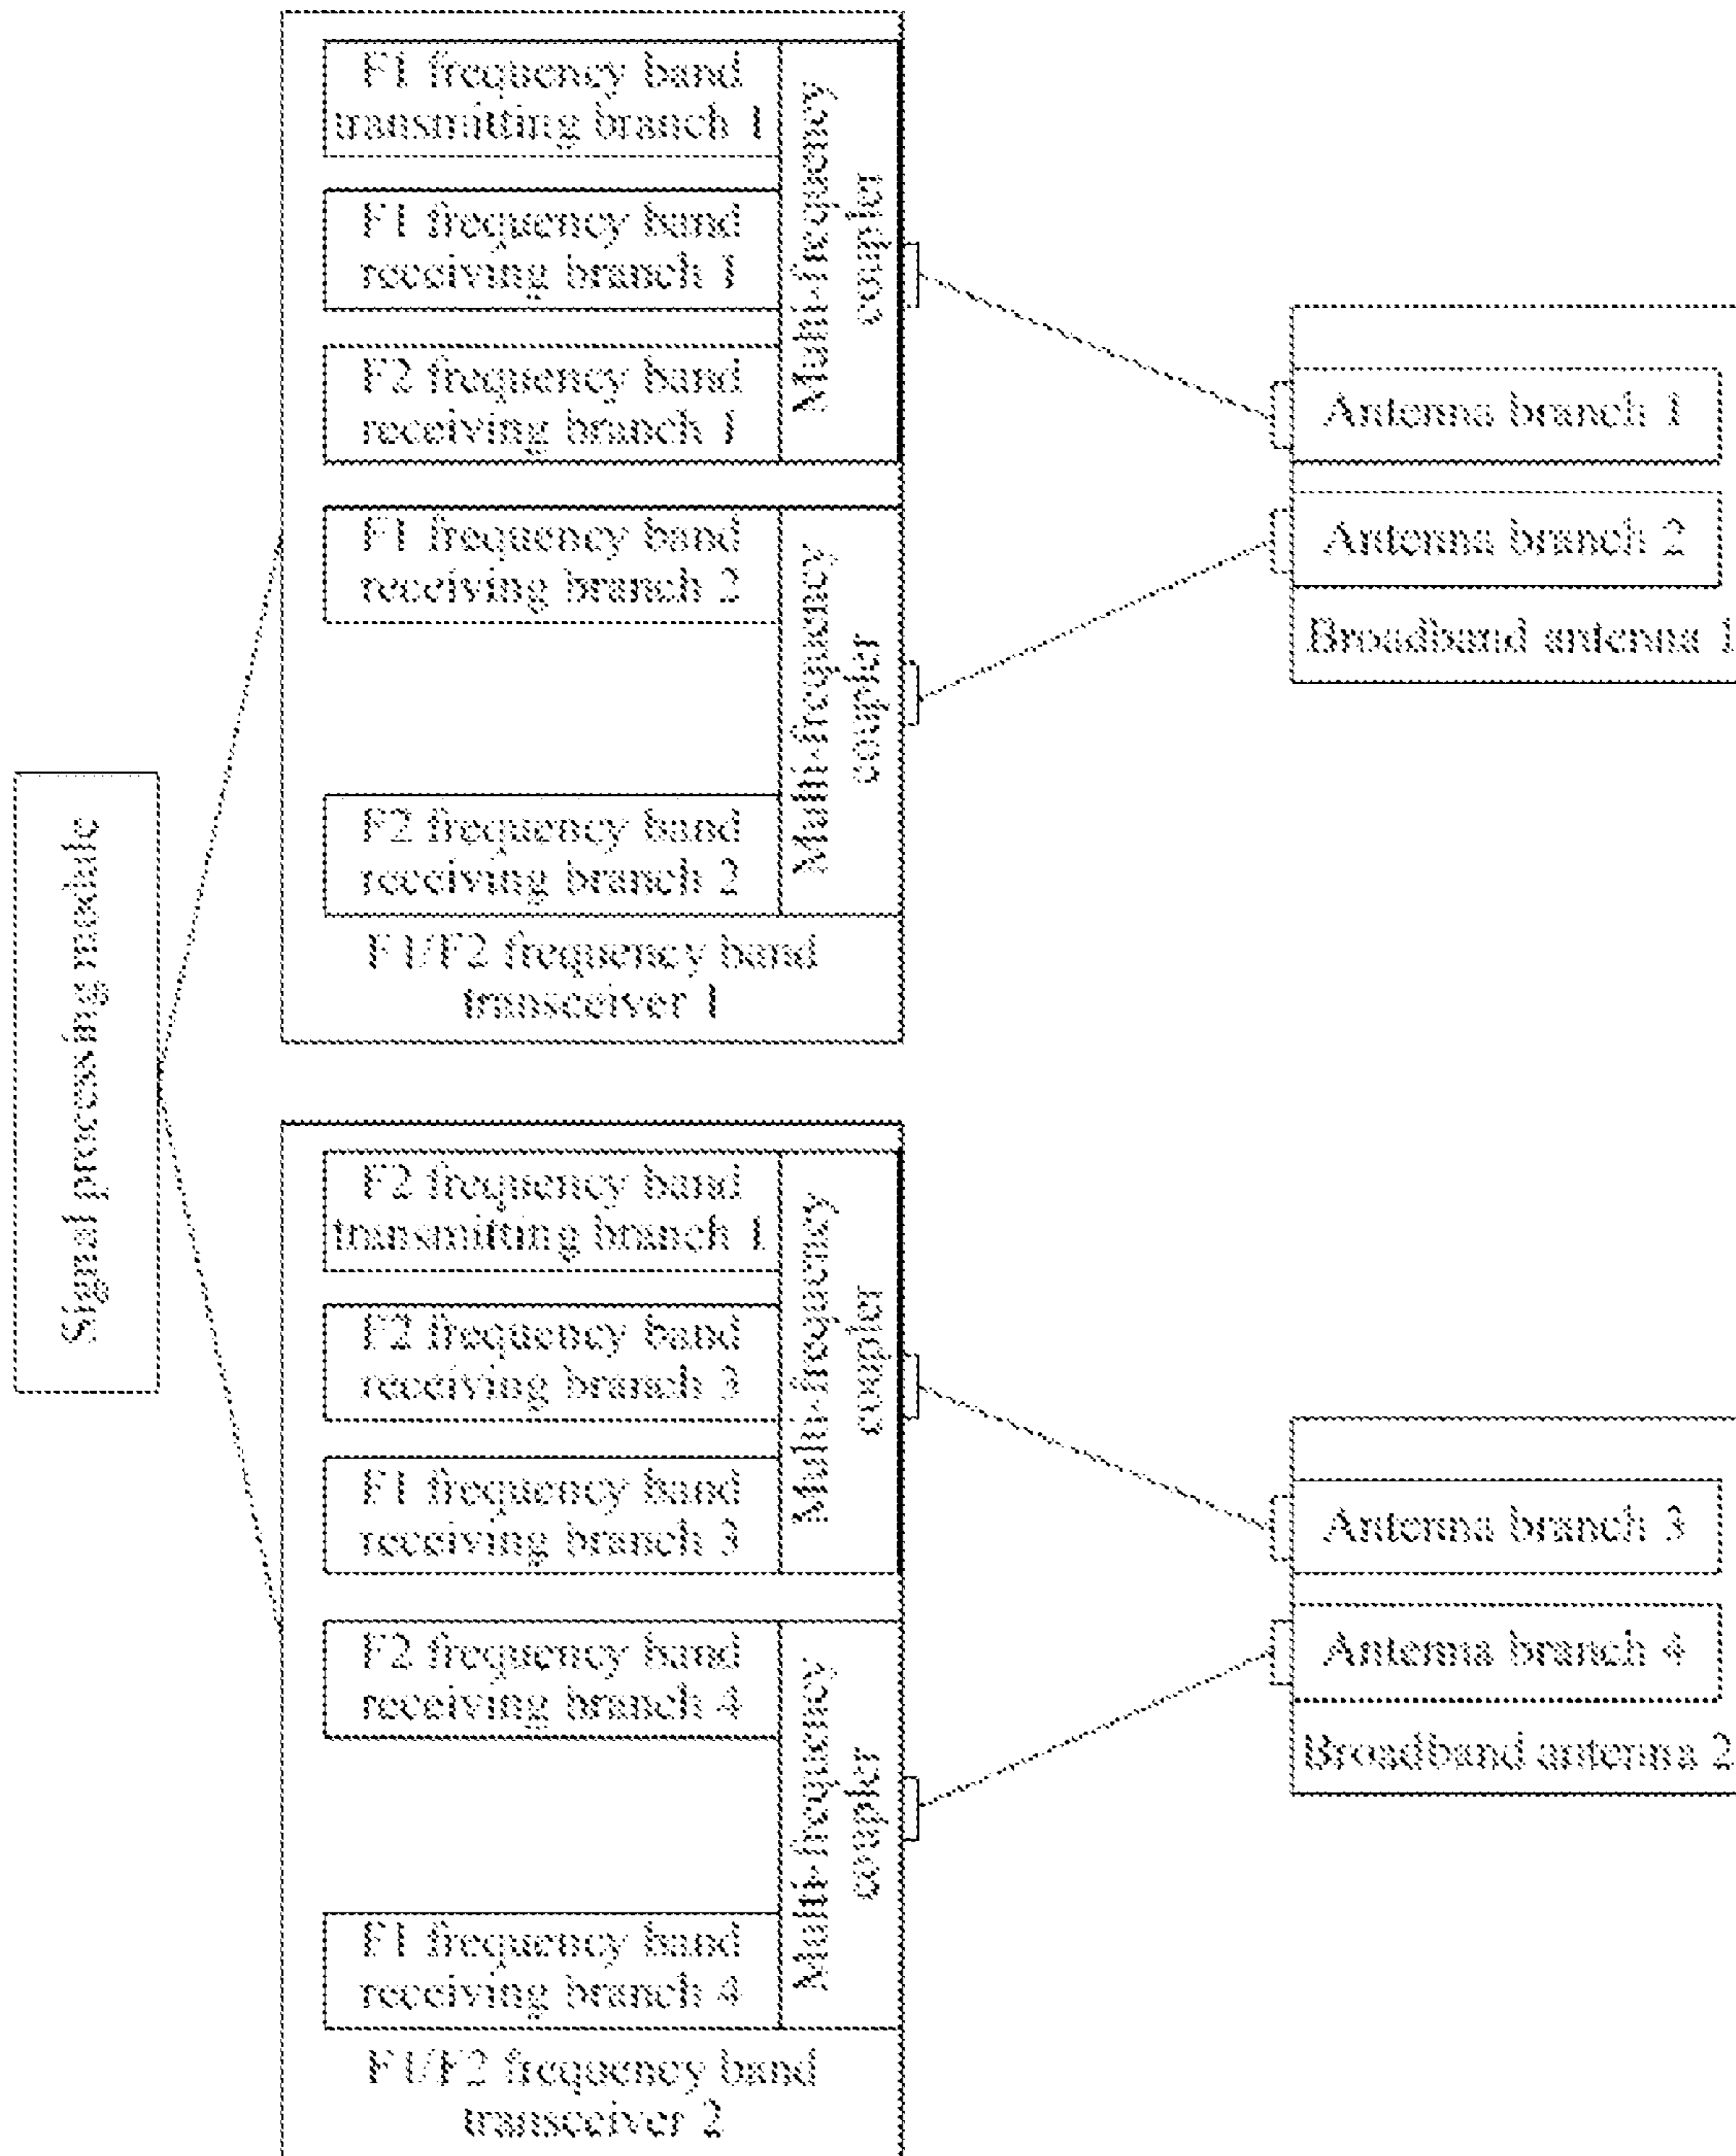 Signal processing module
F1 frequency band
transmitting branch 1
F1 frequency band
receiving branch 1
F2 frequency band
receiving branch 1
Multi-frequency
coupler
F1 frequency band
receiving branch 2
F2 frequency band
receiving branch 2
Multi-frequency
coupler
F1/F2 frequency band
transceiver 1
Antenna branch 1
Antenna branch 2
Broadband antenna 1
F2 frequency band
transmitting branch 1
F2 frequency band
receiving branch 3
F1 frequency band
receiving branch 3
Multi-frequency
coupler
F2 frequency band
receiving branch 4
F1 frequency band
receiving branch 4
Multi-frequency
coupler
F1/F2 frequency band
transceiver 2
Antenna branch 3
Antenna branch 4
Broadband antenna 2